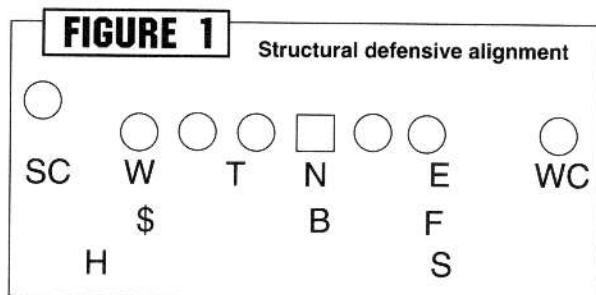 FIGURE 1
Structural defensive alignment
SC W T N E WC
$ B F
H S